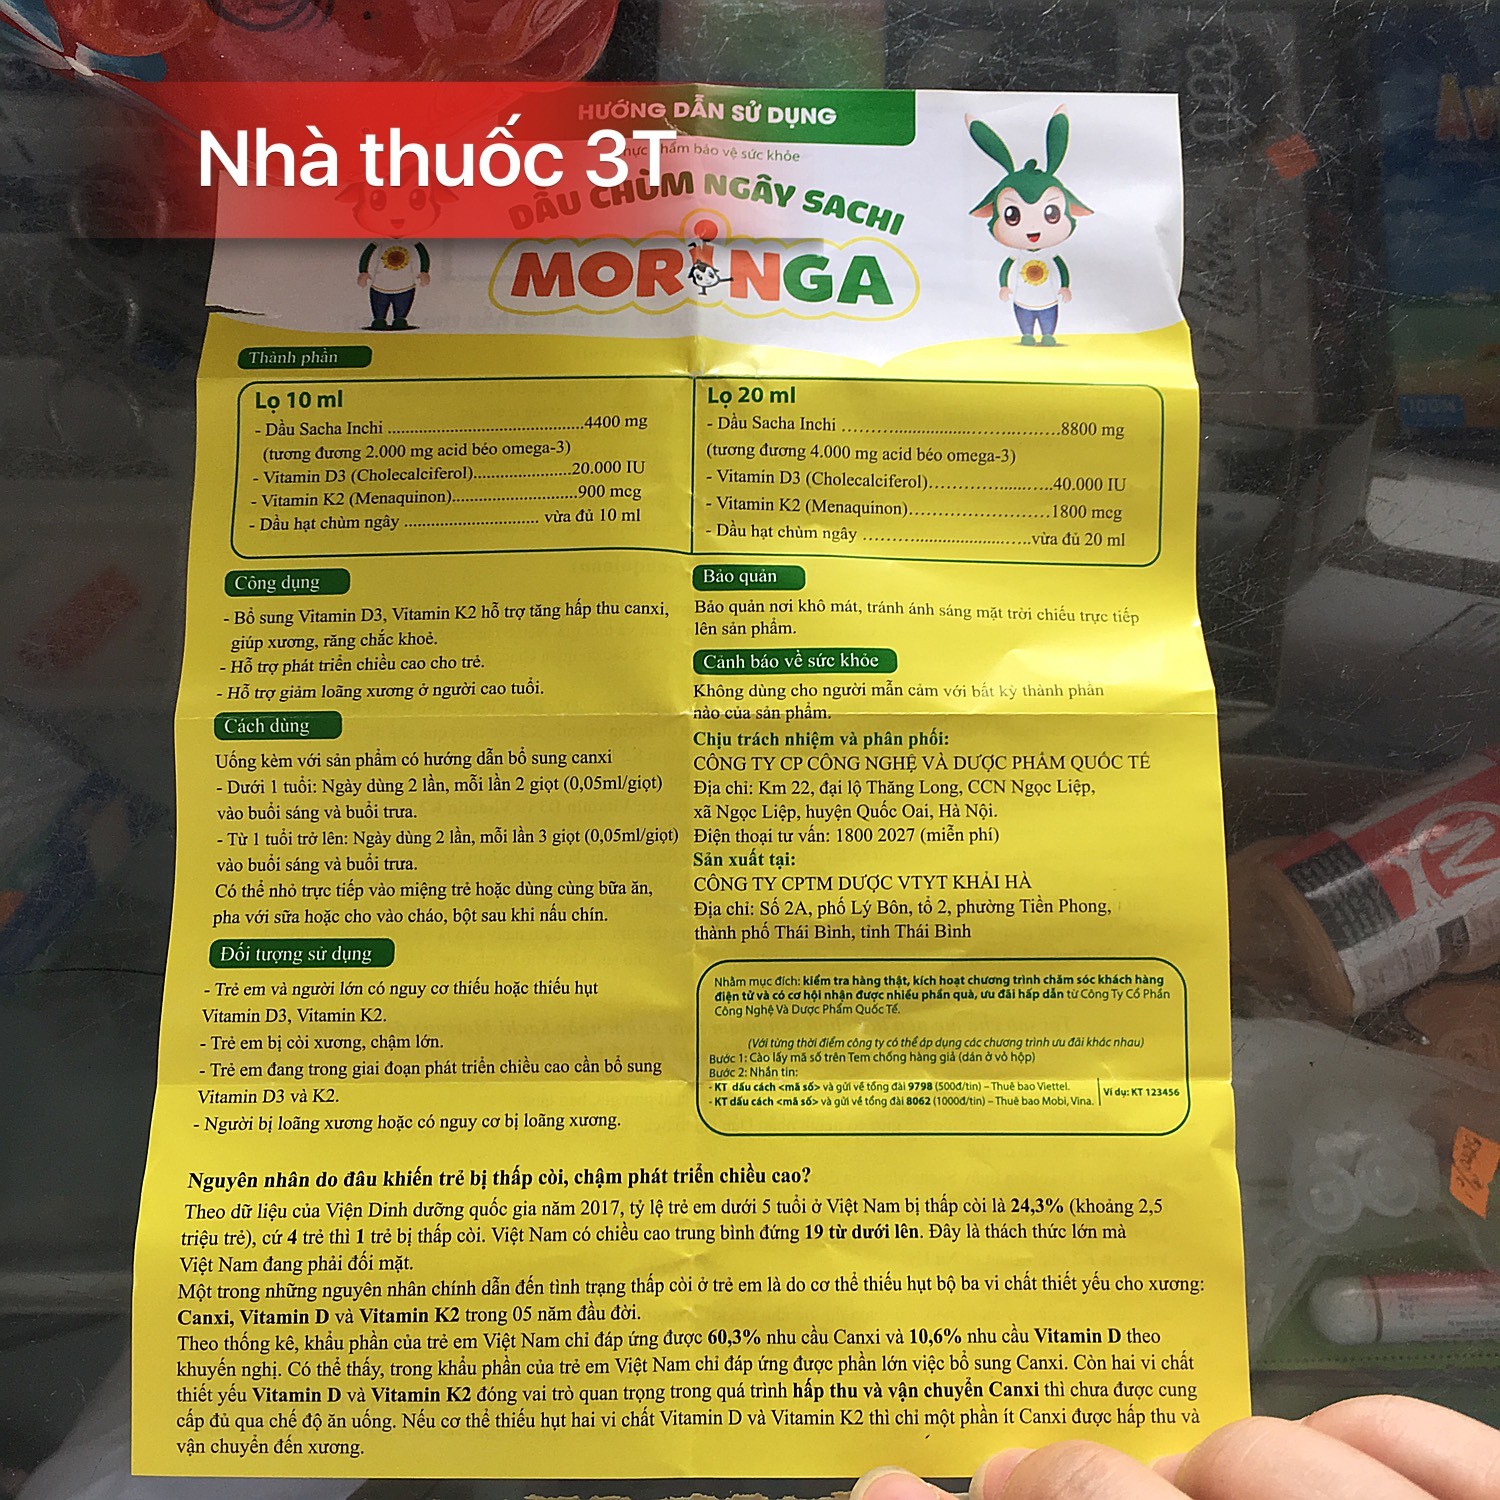 HƯỚNG DẪN SỬ DỤNG
Nhà thuốc 3T
bảo vệ sức khỏe
DẦU CHÙM NGÂY SACHI
MORINGA
Thành phần
Lọ 10 ml
- Dầu Sacha Inchi ..........................................4400 mg
(tương đương 2.000 mg acid béo omega-3)
- Vitamin D3 (Cholecalciferol)......................20.000 IU
- Vitamin K2 (Menaquinon)............................900 mcg
- Dầu hạt chùm ngây .............................. vừa đủ 10 ml
Lọ 20 ml
- Dầu Sacha Inchi ..........................................8800 mg
(tương đương 4.000 mg acid béo omega-3)
- Vitamin D3 (Cholecalciferol)......................40.000 IU
- Vitamin K2 (Menaquinon)............................1800 mcg
- Dầu hạt chùm ngây ..............................vừa đủ 20 ml
Công dụng
- Bổ sung Vitamin D3, Vitamin K2 hỗ trợ tăng hấp thu canxi,
giúp xương, răng chắc khoẻ.
- Hỗ trợ phát triển chiều cao cho trẻ.
- Hỗ trợ giảm loãng xương ở người cao tuổi.
Cách dùng
Uống kèm với sản phẩm có hướng dẫn bổ sung canxi
- Dưới 1 tuổi: Ngày dùng 2 lần, mỗi lần 2 giọt (0,05ml/giọt)
vào buổi sáng và buổi trưa.
- Từ 1 tuổi trở lên: Ngày dùng 2 lần, mỗi lần 3 giọt (0,05ml/giọt)
vào buổi sáng và buổi trưa.
Có thể nhỏ trực tiếp vào miệng trẻ hoặc dùng cùng bữa ăn,
pha với sữa hoặc cho vào cháo, bột sau khi nấu chín.
Đối tượng sử dụng
- Trẻ em và người lớn có nguy cơ thiếu hoặc thiếu hụt
Vitamin D3, Vitamin K2.
- Trẻ em bị còi xương, chậm lớn.
- Trẻ em đang trong giai đoạn phát triển chiều cao cần bổ sung
Vitamin D3 và K2.
- Người bị loãng xương hoặc có nguy cơ bị loãng xương.
Bảo quản
Bảo quản nơi khô mát, tránh ánh sáng mặt trời chiếu trực tiếp
lên sản phẩm.
Cảnh báo về sức khỏe
Không dùng cho người mẫn cảm với bất kỳ thành phần
nào của sản phẩm.
Chịu trách nhiệm và phân phối:
CÔNG TY CP CÔNG NGHỆ VÀ DƯỢC PHẨM QUỐC TẾ
Địa chỉ: Km 22, đại lộ Thăng Long, CCN Ngọc Liệp,
xã Ngọc Liệp, huyện Quốc Oai, Hà Nội.
Điện thoại tư vấn: 1800 2027 (miễn phí)
Sản xuất tại:
CÔNG TY CPTM DƯỢC VTYT KHẢI HÀ
Địa chỉ: Số 2A, phố Lý Bôn, tổ 2, phường Tiền Phong,
thành phố Thái Bình, tỉnh Thái Bình
Nhằm mục đích: kiểm tra hàng thật, kích hoạt chương trình chăm sóc khách hàng
điện tử và có cơ hội nhận được nhiều phần quà, ưu đãi hấp dẫn từ Công Ty Cổ Phần
Công Nghệ Và Dược Phẩm Quốc Tế.
(Với từng thời điểm công ty có thể áp dụng các chương trình ưu đãi khác nhau)
Bước 1: Cào lấy mã số trên Tem chống hàng giả (dán ở vỏ hộp)
Bước 2: Nhắn tin:
- KT dấu cách <mã số> và gửi về tổng đài 9798 (500đ/tin) – Thuê bao Viettel.
- KT dấu cách <mã số> và gửi về tổng đài 8062 (1000đ/tin) – Thuê bao Mobi, Vina.
Ví dụ: KT 123456
Nguyên nhân do đâu khiến trẻ bị thấp còi, chậm phát triển chiều cao?
Theo dữ liệu của Viện Dinh dưỡng quốc gia năm 2017, tỷ lệ trẻ em dưới 5 tuổi ở Việt Nam bị thấp còi là 24,3% (khoảng 2,5
triệu trẻ), cứ 4 trẻ thì 1 trẻ bị thấp còi. Việt Nam có chiều cao trung bình đứng 19 từ dưới lên. Đây là thách thức lớn mà
Việt Nam đang phải đối mặt.
Một trong những nguyên nhân chính dẫn đến tình trạng thấp còi ở trẻ em là do cơ thể thiếu hụt bộ ba vi chất thiết yếu cho xương:
Canxi, Vitamin D và Vitamin K2 trong 05 năm đầu đời.
Theo thống kê, khẩu phần của trẻ em Việt Nam chỉ đáp ứng được 60,3% nhu cầu Canxi và 10,6% nhu cầu Vitamin D theo
khuyến nghị. Có thể thấy, trong khẩu phần của trẻ em Việt Nam chỉ đáp ứng được phần lớn việc bổ sung Canxi. Còn hai vi chất
thiết yếu Vitamin D và Vitamin K2 đóng vai trò quan trọng trong quá trình hấp thu và vận chuyển Canxi thì chưa được cung
cấp đủ qua chế độ ăn uống. Nếu cơ thể thiếu hụt hai vi chất Vitamin D và Vitamin K2 thì chỉ một phần ít Canxi được hấp thu và
vận chuyển đến xương.